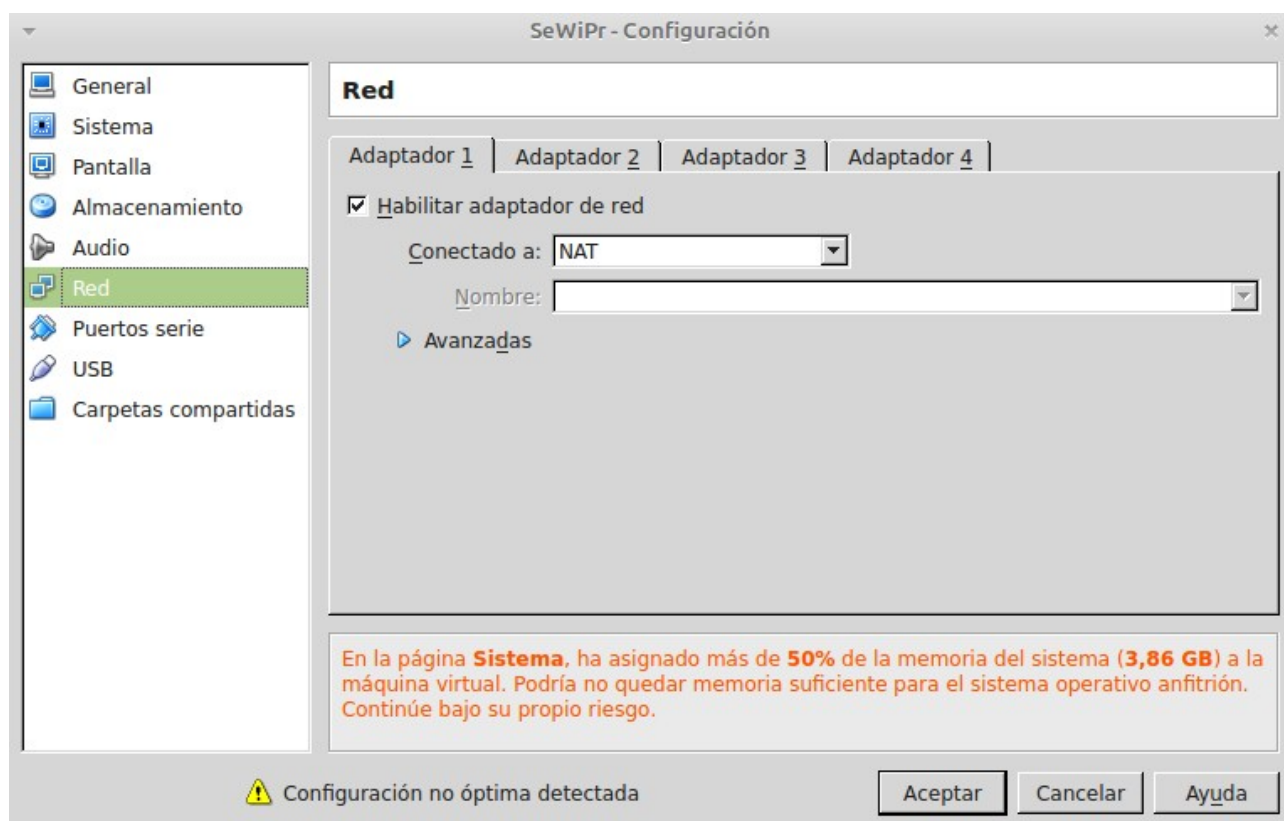 SeWiPr - Configuración
General
Sistema
Pantalla
Almacenamiento
Audio
Red
Puertos serie
USB
Carpetas compartidas
Red
Adaptador 1 Adaptador 2 Adaptador 3 Adaptador 4
Habilitar adaptador de red
Conectado a: NAT
Nombre:
Avanzadas
En la página Sistema, ha asignado más de 50% de la memoria del sistema (3,86 GB) a la
máquina virtual. Podría no quedar memoria suficiente para el sistema operativo anfitrión.
Continúe bajo su propio riesgo.
Configuración no óptima detectada
Aceptar Cancelar Ayuda